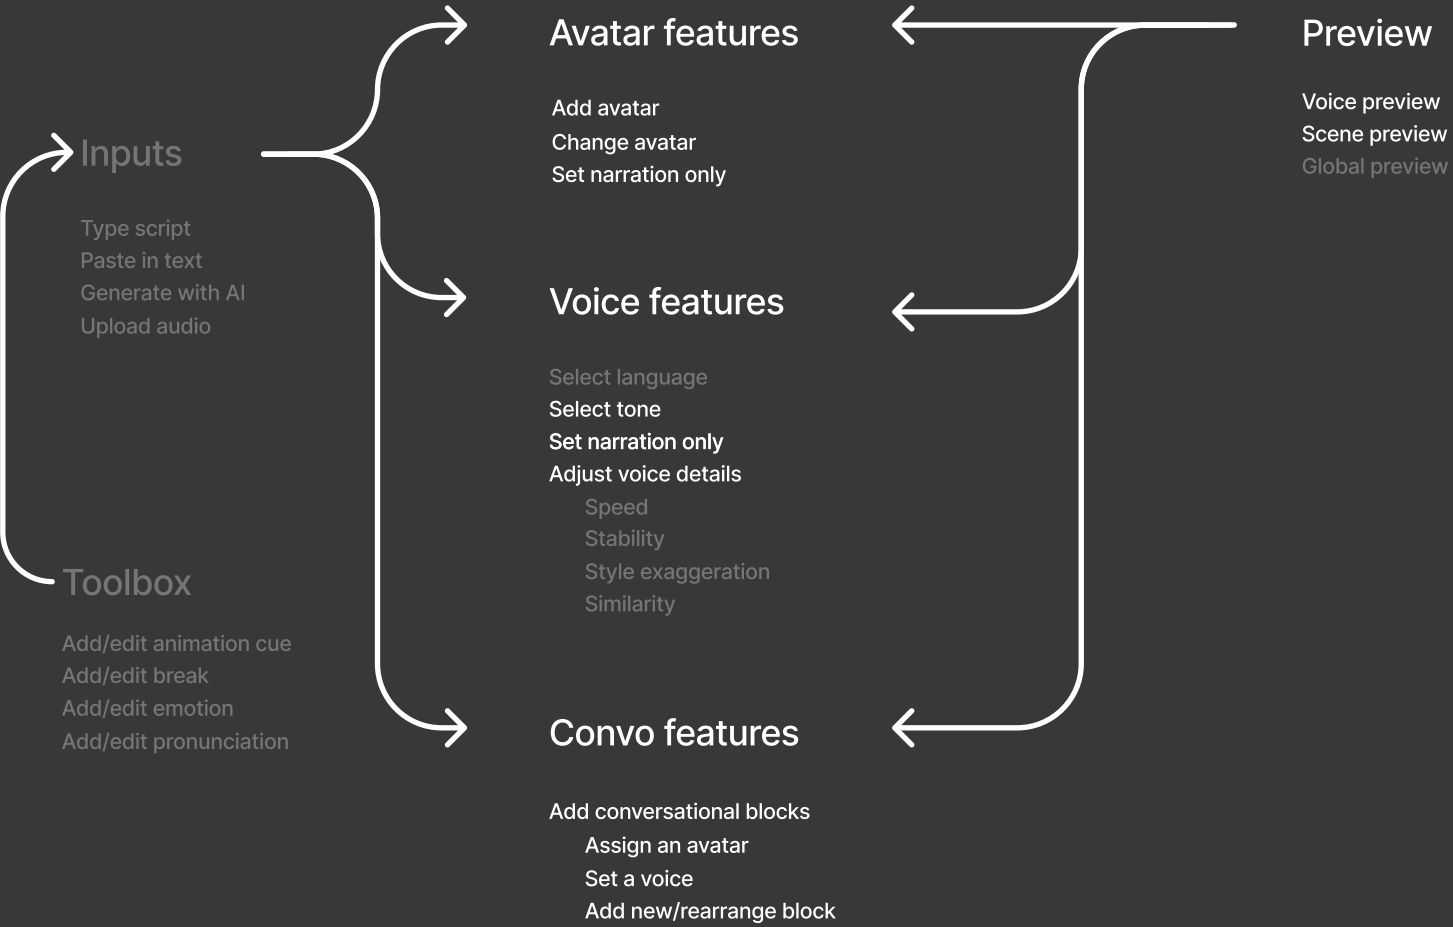 Inputs
Type script
Paste in text
Generate with AI
Upload audio
Toolbox
Add/edit animation cue
Add/edit break
Add/edit emotion
Add/edit pronunciation
Avatar features
Add avatar
Change avatar
Set narration only
Voice features
Select language
Select tone
Set narration only
Adjust voice details
Speed
Stability
Style exaggeration
Similarity
Convo features
Add conversational blocks
Assign an avatar
Set a voice
Add new/rearrange block
Preview
Voice preview
Scene preview
Global preview